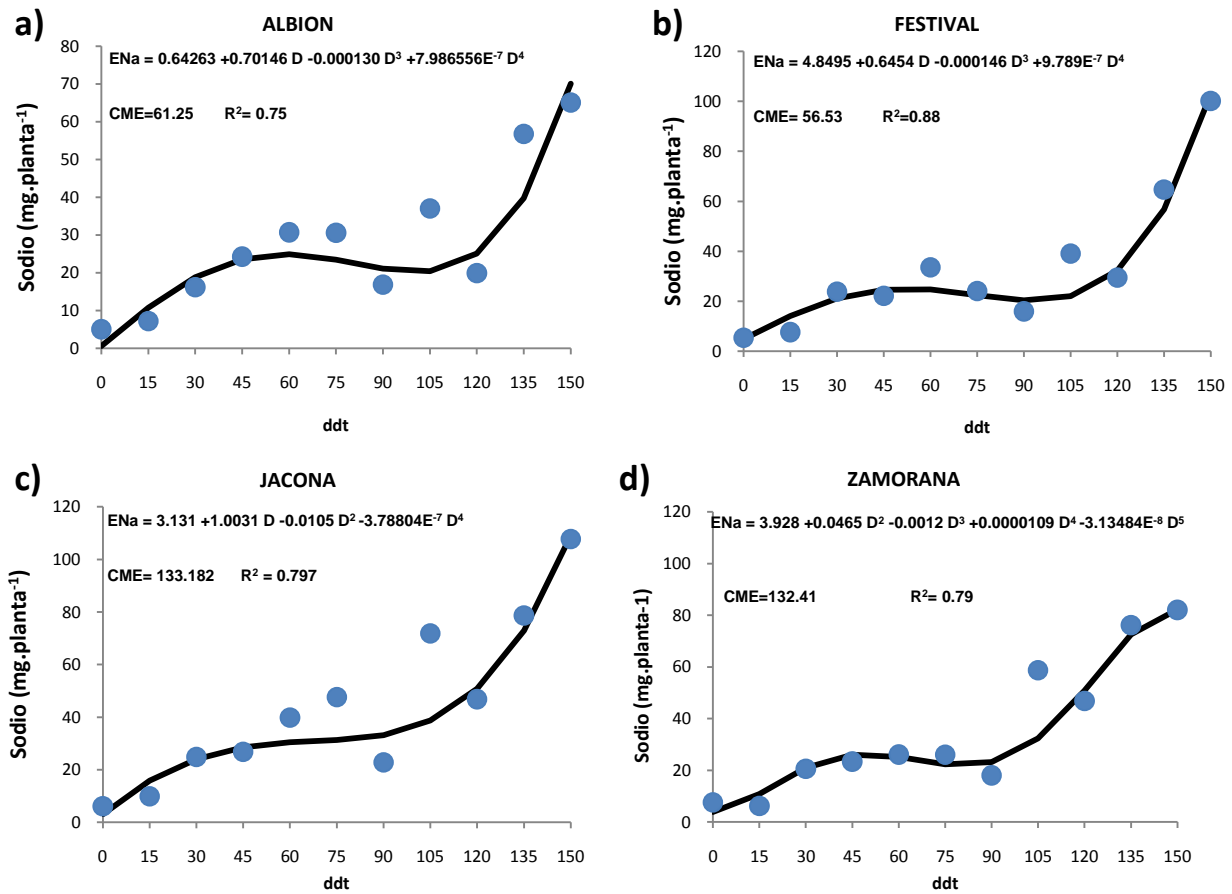 a)
ALBION
ENa = 0.64263 +0.70146 D -0.000130 D³ +7.986556E⁻⁷ D⁴
CME=61.25 R²= 0.75
Sodio (mg.planta⁻¹)
80
70
60
50
40
30
20
10
0
0 15 30 45 60 75 90 105 120 135 150
ddt
b)
FESTIVAL
ENa = 4.8495 +0.6454 D -0.000146 D³ +9.789E⁻⁷ D⁴
CME= 56.53 R²=0.88
Sodio (mg.planta⁻¹)
120
100
80
60
40
20
0
0 15 30 45 60 75 90 105 120 135 150
ddt
c)
JACONA
ENa = 3.131 +1.0031 D -0.0105 D² -3.78804E⁻⁷ D⁴
CME= 133.182 R² = 0.797
Sodio (mg.planta⁻¹)
120
100
80
60
40
20
0
0 15 30 45 60 75 90 105 120 135 150
ddt
d)
ZAMORANA
ENa = 3.928 +0.0465 D² -0.0012 D³ +0.0000109 D⁴ -3.13484E⁻⁸ D⁵
CME=132.41 R²= 0.79
Sodio (mg.planta-1)
120
100
80
60
40
20
0
0 15 30 45 60 75 90 105 120 135 150
ddt